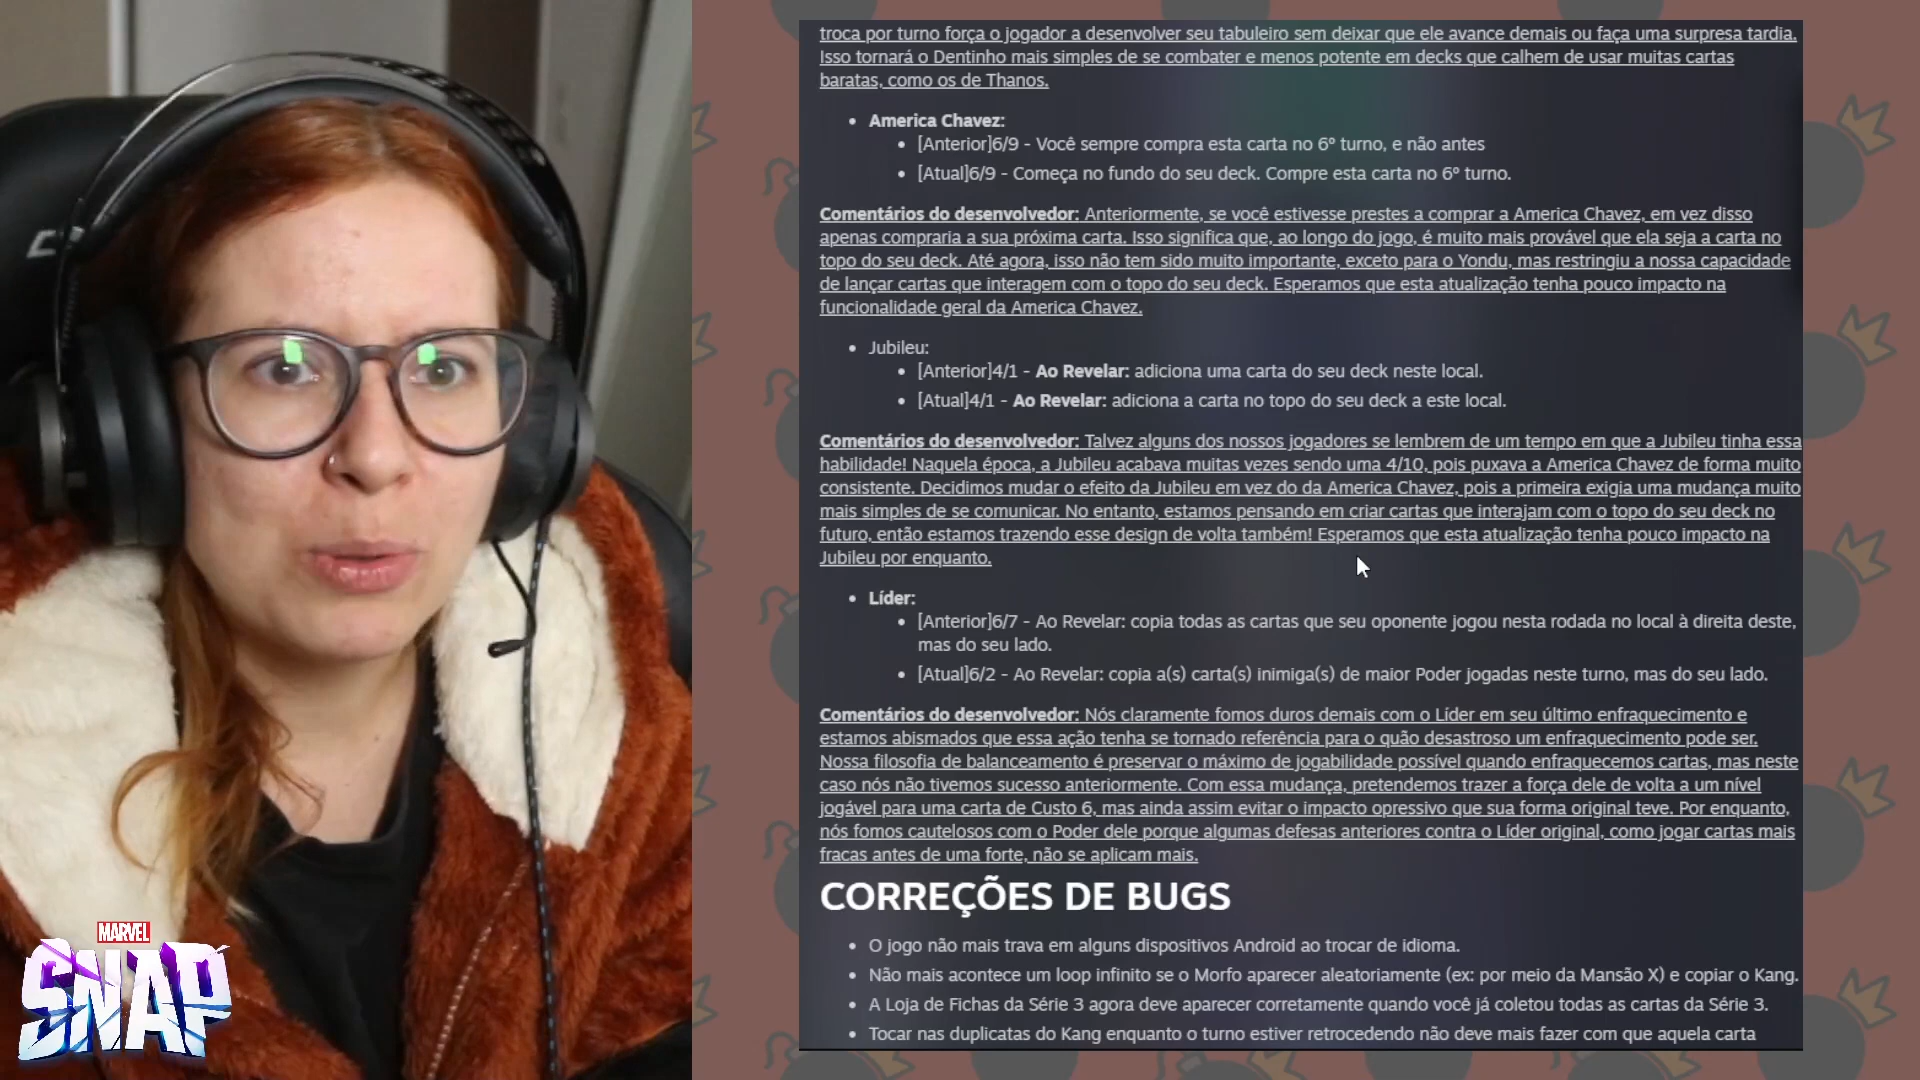 troca por turno força o jogador a desenvolver seu tabuleiro sem deixar que ele avance demais ou faça uma surpresa tardia.
Isso tornará o Dentinho mais simples de se combater e menos potente em decks que calhem de usar muitas cartas
baratas, como os de Thanos.
• America Chavez:
• [Anterior]6/9 - Você sempre compra esta carta no 6º turno, e não antes
• [Atual]6/9 - Começa no fundo do seu deck. Compre esta carta no 6º turno.
Comentários do desenvolvedor: Anteriormente, se você estivesse prestes a comprar a America Chavez, em vez disso
apenas compraria a sua próxima carta. Isso significa que, ao longo do jogo, é muito mais provável que ela seja a carta no
topo do seu deck. Até agora, isso não tem sido muito importante, exceto para o Yondu, mas restringiu a nossa capacidade
de lançar cartas que interagem com o topo do seu deck. Esperamos que esta atualização tenha pouco impacto na
funcionalidade geral da America Chavez.
• Jubileu:
• [Anterior]4/1 - Ao Revelar: adiciona uma carta do seu deck neste local.
• [Atual]4/1 - Ao Revelar: adiciona a carta no topo do seu deck a este local.
Comentários do desenvolvedor: Talvez alguns dos nossos jogadores se lembrem de um tempo em que a Jubileu tinha essa
habilidade! Naquela época, a Jubileu acabava muitas vezes sendo uma 4/10, pois puxava a America Chavez de forma muito
consistente. Decidimos mudar o efeito da Jubileu em vez do da America Chavez, pois a primeira exigia uma mudança muito
mais simples de se comunicar. No entanto, estamos pensando em criar cartas que interajam com o topo do seu deck no
futuro, então estamos trazendo esse design de volta também! Esperamos que esta atualização tenha pouco impacto na
Jubileu por enquanto.
• Líder:
• [Anterior]6/7 - Ao Revelar: copia todas as cartas que seu oponente jogou nesta rodada no local à direita deste,
mas do seu lado.
• [Atual]6/2 - Ao Revelar: copia a(s) carta(s) inimiga(s) de maior Poder jogadas neste turno, mas do seu lado.
Comentários do desenvolvedor: Nós claramente fomos duros demais com o Líder em seu último enfraquecimento e
estamos abismados que essa ação tenha se tornado referência para o quão desastroso um enfraquecimento pode ser.
Nossa filosofia de balanceamento é preservar o máximo de jogabilidade possível quando enfraquecemos cartas, mas neste
caso nós não tivemos sucesso anteriormente. Com essa mudança, pretendemos trazer a força dele de volta a um nível
jogável para uma carta de Custo 6, mas ainda assim evitar o impacto opressivo que sua forma original teve. Por enquanto,
nós fomos cautelosos com o Poder dele porque algumas defesas anteriores contra o Líder original, como jogar cartas mais
fracas antes de uma forte, não se aplicam mais.
CORREÇÕES DE BUGS
• O jogo não mais trava em alguns dispositivos Android ao trocar de idioma.
• Não mais acontece um loop infinito se o Morfo aparecer aleatoriamente (ex: por meio da Mansão X) e copiar o Kang.
• A Loja de Fichas da Série 3 agora deve aparecer corretamente quando você já coletou todas as cartas da Série 3.
• Tocar nas duplicatas do Kang enquanto o turno estiver retrocedendo não deve mais fazer com que aquela carta
MARVEL
SNAP